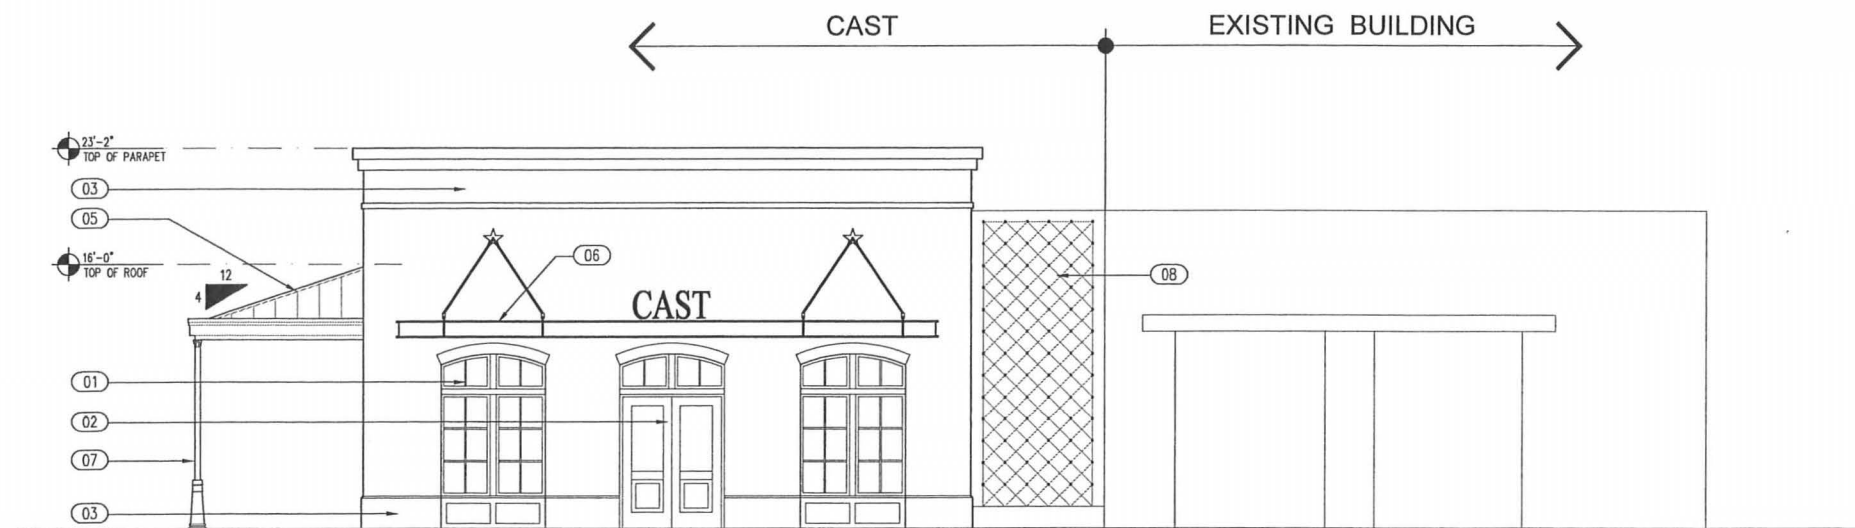 CAST
EXISTING BUILDING
23'-2"
TOP OF PARAPET
03
05
16'-0"
TOP OF ROOF
12
4
06
08
CAST
01
02
07
03